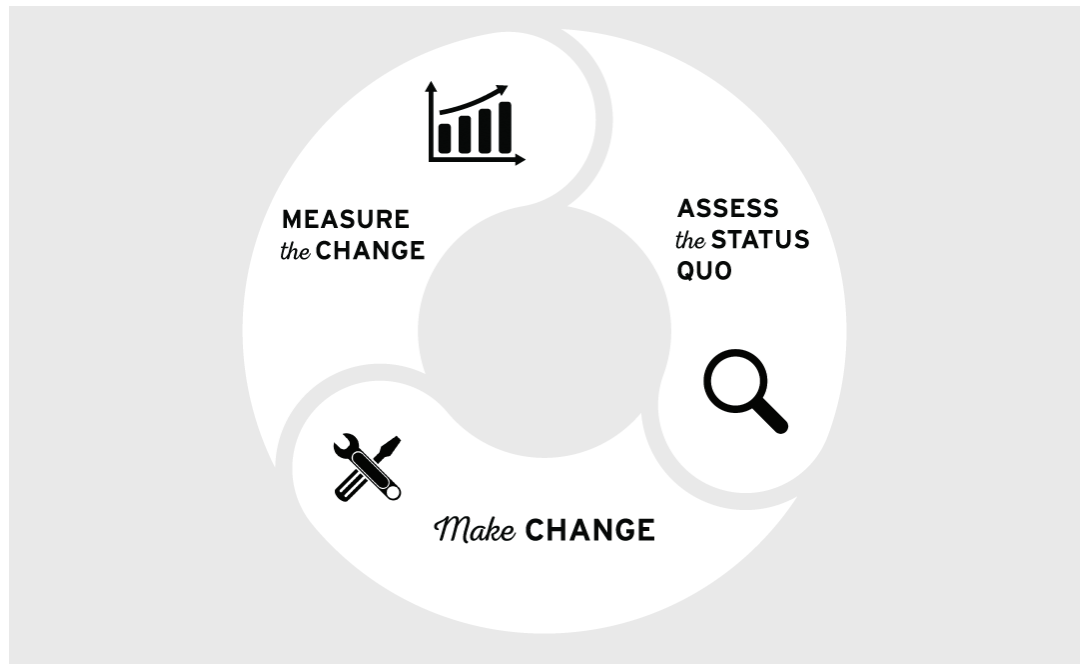 MEASURE
the CHANGE
ASSESS
the STATUS
QUO
Make CHANGE